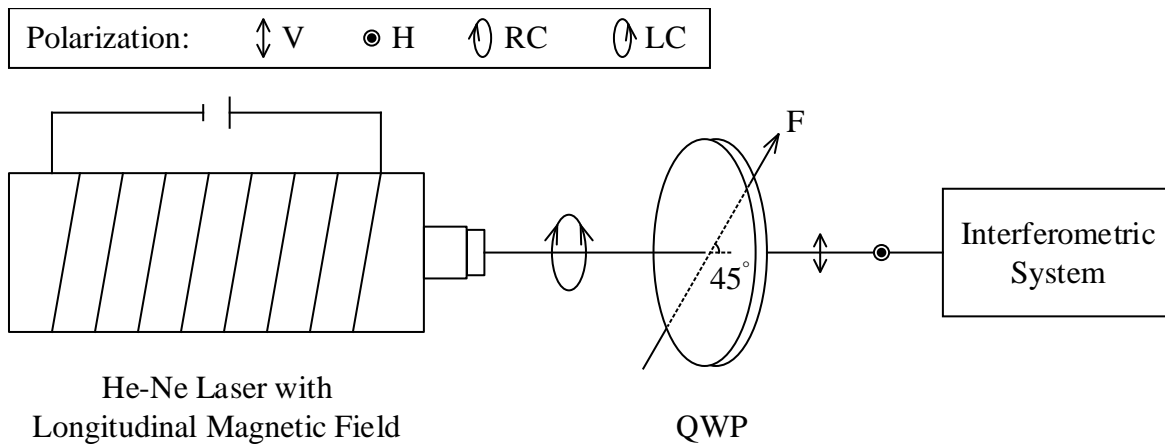 Polarization: V H RC LC
F
45°
Interferometric
System
He-Ne Laser with
Longitudinal Magnetic Field
QWP